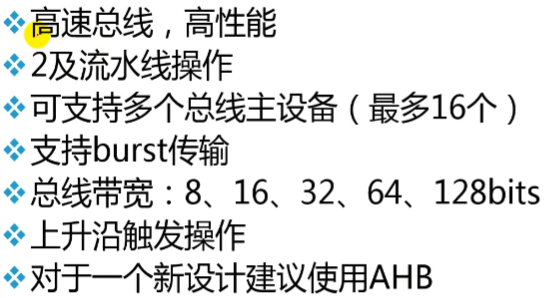 高速总线，高性能
2及流水线操作
可支持多个总线主设备（最多16个）
支持burst传输
总线带宽：8、16、32、64、128bits
上升沿触发操作
对于一个新设计建议使用AHB